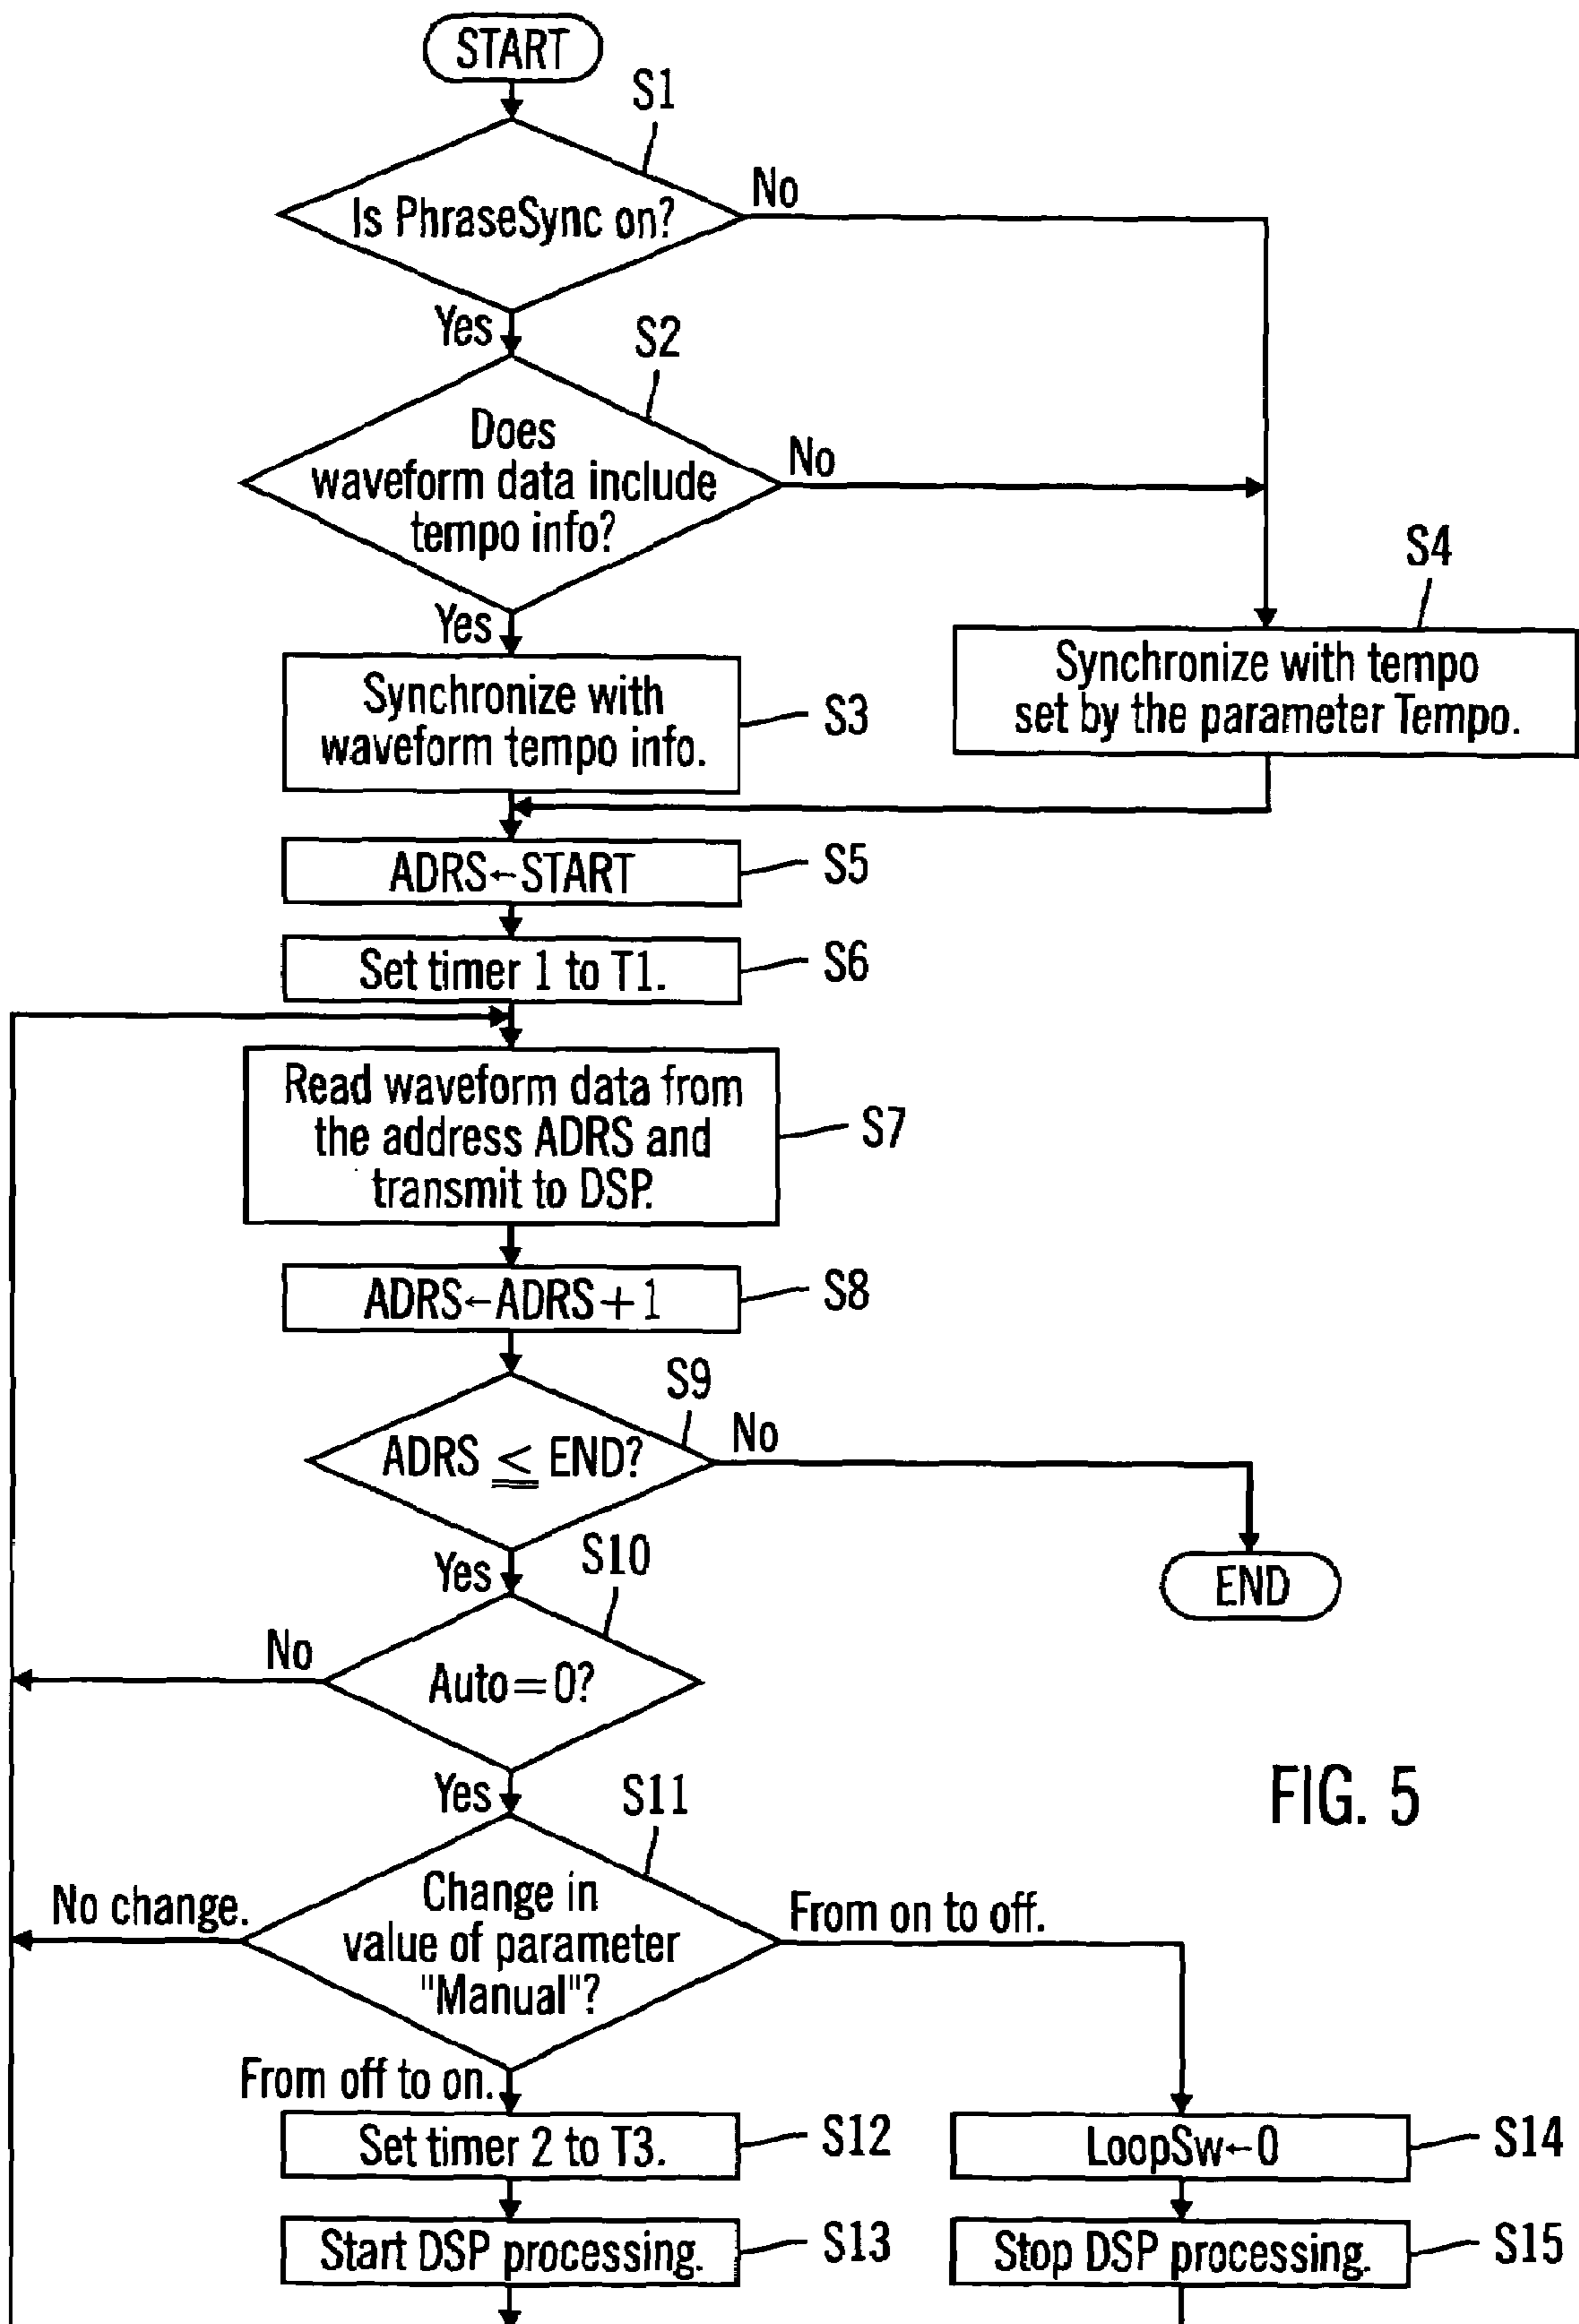 START
S1
Is PhraseSync on?
No
Yes
S2
Does
waveform data include
tempo info?
No
Yes
S4
Synchronize with tempo
set by the parameter Tempo.
Synchronize with
waveform tempo info.
S3
ADRS←START
S5
Set timer 1 to T1.
S6
Read waveform data from
the address ADRS and
transmit to DSP.
S7
ADRS←ADRS+1
S8
S9
ADRS ≦ END?
No
END
Yes
S10
Auto=0?
No
Yes
S11
Change in
value of parameter
"Manual"?
No change.
From on to off.
From off to on.
Set timer 2 to T3.
S12
LoopSw←0
S14
Start DSP processing.
S13
Stop DSP processing.
S15
FIG. 5